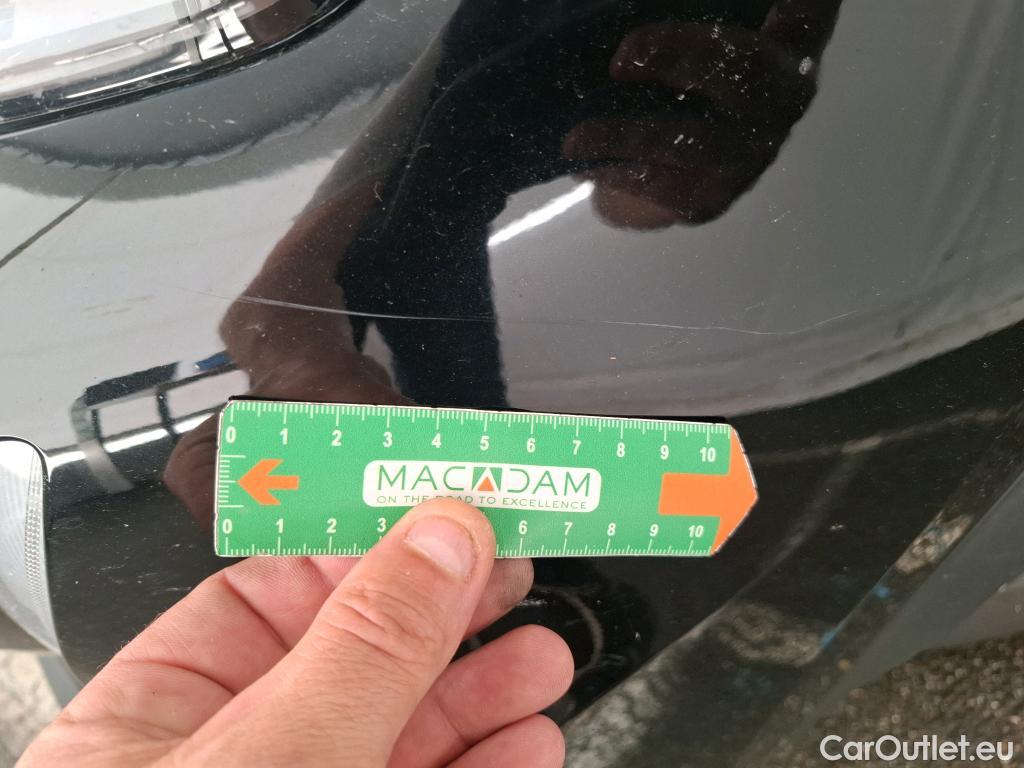 0 1 2 3 4 5 6 7 8 9 10
MACADAM
ON THE ROAD TO EXCELLENCE
0 1 2 3 6 7 8 9 10
CarOutlet.eu